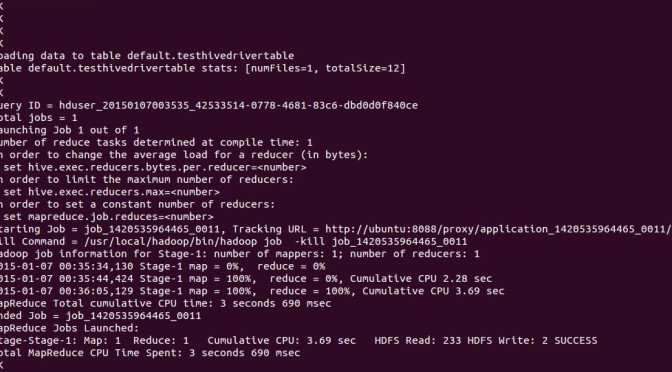 K
K
K
K
oading data to table default.testhivedrivertable
able default.testhivedrivertable stats: [numFiles=1, totalSize=12]
K
K
uery ID = hduser_20150107003535_42533514-0778-4681-83c6-dbd0d0f840ce
otal jobs = 1
aunching Job 1 out of 1
umber of reduce tasks determined at compile time: 1
n order to change the average load for a reducer (in bytes):
set hive.exec.reducers.bytes.per.reducer=<number>
n order to limit the maximum number of reducers:
set hive.exec.reducers.max=<number>
n order to set a constant number of reducers:
set mapreduce.job.reduces=<number>
tarting Job = job_1420535964465_0011, Tracking URL = http://ubuntu:8088/proxy/application_1420535964465_0011/
ill Command = /usr/local/hadoop/bin/hadoop job  -kill job_1420535964465_0011
adoop job information for Stage-1: number of mappers: 1; number of reducers: 1
015-01-07 00:35:34,130 Stage-1 map = 0%,  reduce = 0%
015-01-07 00:35:44,424 Stage-1 map = 100%,  reduce = 0%, Cumulative CPU 2.28 sec
015-01-07 00:36:05,129 Stage-1 map = 100%,  reduce = 100%, Cumulative CPU 3.69 sec
apReduce Total cumulative CPU time: 3 seconds 690 msec
nded Job = job_1420535964465_0011
apReduce Jobs Launched:
tage-Stage-1: Map: 1  Reduce: 1   Cumulative CPU: 3.69 sec   HDFS Read: 233 HDFS Write: 2 SUCCESS
otal MapReduce CPU Time Spent: 3 seconds 690 msec
K